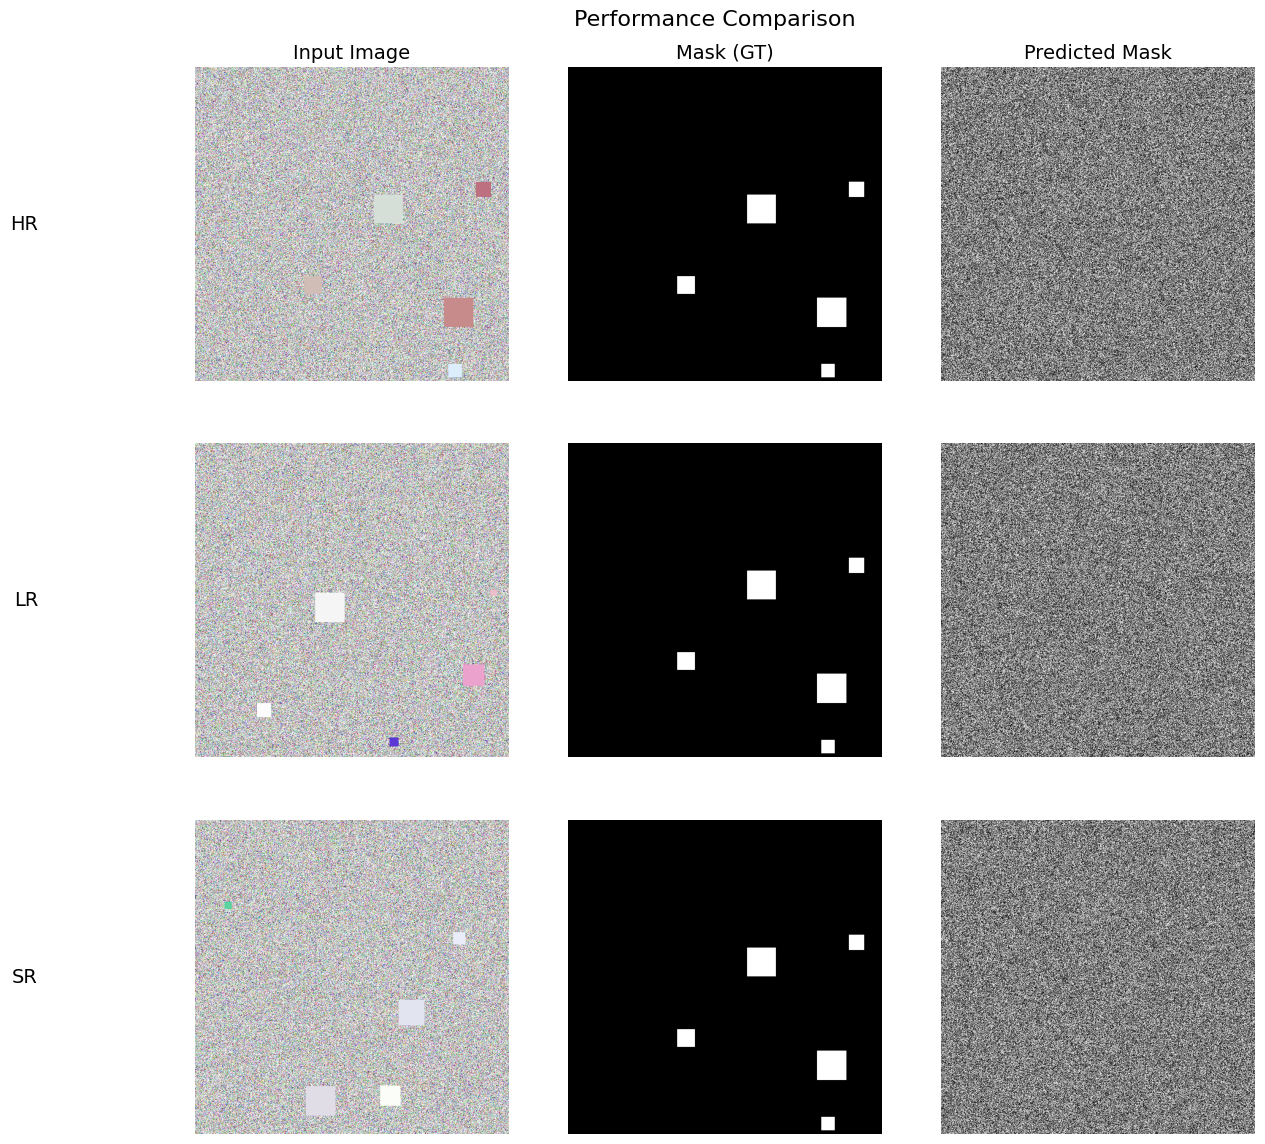 Performance Comparison
Input Image
Mask (GT)
Predicted Mask
HR
LR
SR